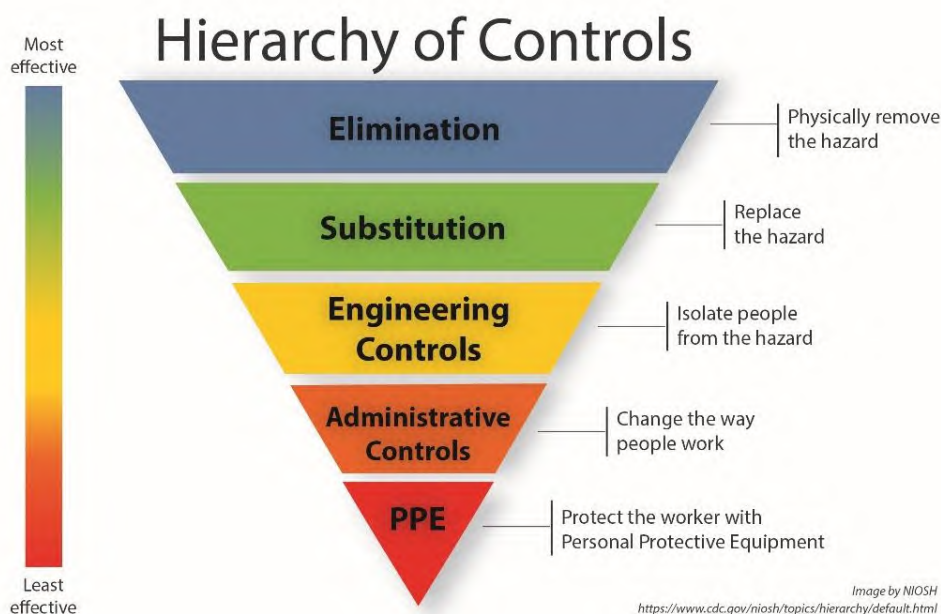 Hierarchy of Controls
Most
effective
Elimination
Physically remove
the hazard
Substitution
Replace
the hazard
Engineering
Controls
Isolate people
from the hazard
Administrative
Controls
Change the way
people work
PPE
Protect the worker with
Personal Protective Equipment
Least
effective
Image by NIOSH
https://www.cdc.gov/niosh/topics/hierarchy/default.html